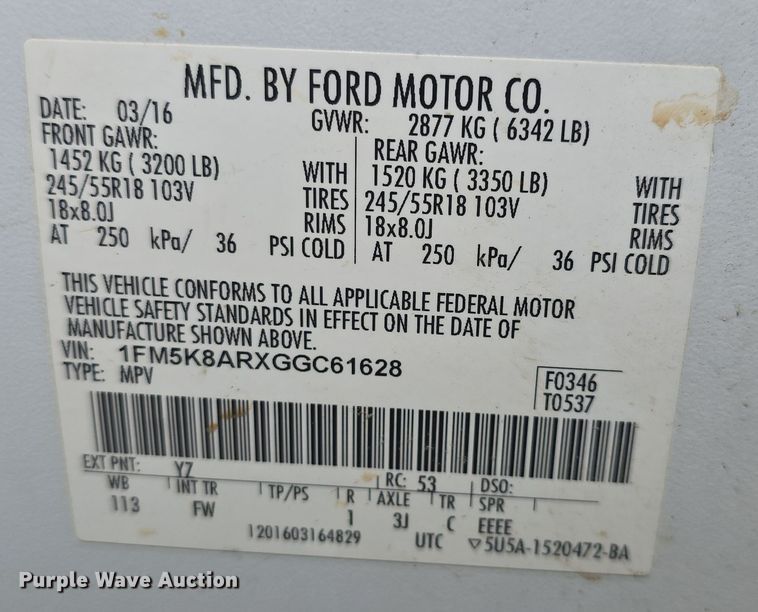 MFD. BY FORD MOTOR CO.
DATE: 03/16 GVWR: 2877 KG ( 6342 LB)
FRONT GAWR: REAR GAWR:
1452 KG ( 3200 LB) WITH 1520 KG ( 3350 LB) WITH
245/55R18 103V TIRES 245/55R18 103V TIRES
18x8.0J RIMS 18x8.0J RIMS
AT 250 kPa/ 36 PSI COLD AT 250 kPa/ 36 PSI COLD
THIS VEHICLE CONFORMS TO ALL APPLICABLE FEDERAL MOTOR
VEHICLE SAFETY STANDARDS IN EFFECT ON THE DATE OF
MANUFACTURE SHOWN ABOVE.
VIN: 1FM5K8ARXGGC61628
TYPE: MPV
F0346
T0537
EXT PNT: YZ RC: 53 DSO:
WB INT TR TP/PS R AXLE TR SPR
113 FW 1 3J C EEEE
1201603164829 UTC ▽5U5A-1520472-BA
Purple Wave Auction